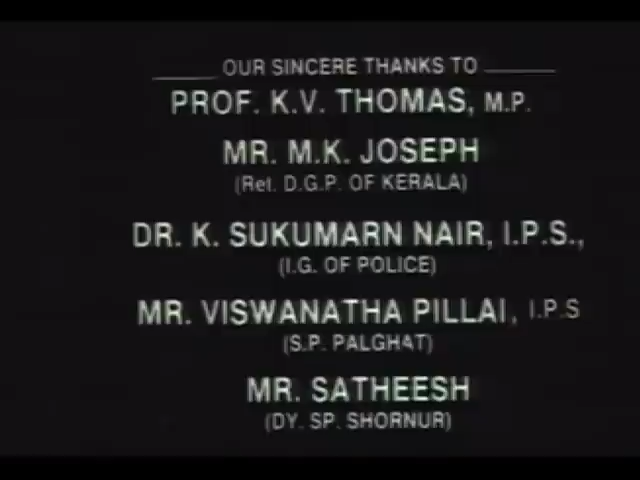 OUR SINCERE THANKS TO
PROF. K.V. THOMAS, M.P.
MR. M.K. JOSEPH
(Ret. D.G.P. OF KERALA)
DR. K. SUKUMARN NAIR, I.P.S.,
(I.G. OF POLICE)
MR. VISWANATHA PILLAI, I.P.S
(S.P. PALGHAT)
MR. SATHEESH
(DY. SP. SHORNUR)